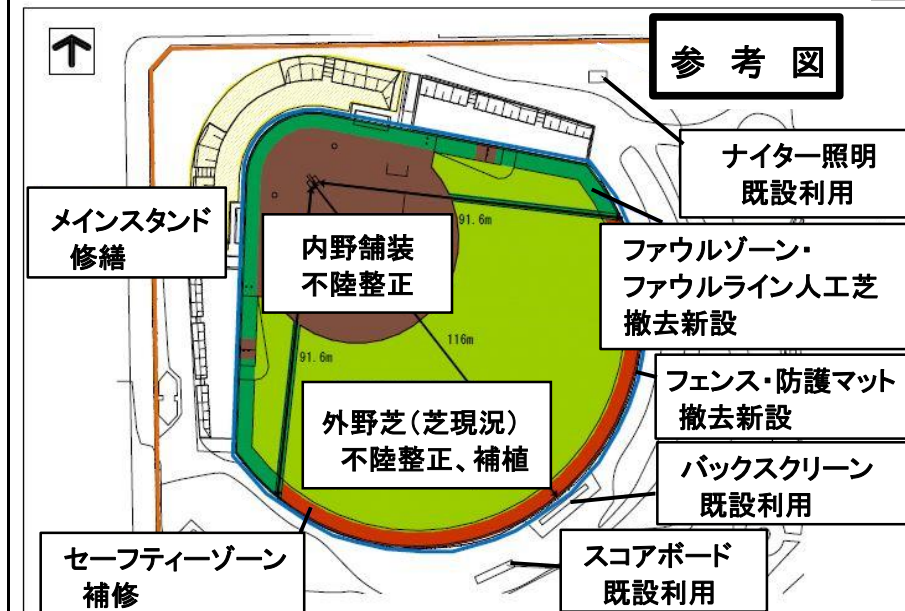 参 考 図
ナイター照明
既設利用
メインスタンド
修繕
内野舗装
不陸整正
91.6m
ファウルゾーン・
ファウルライン人工芝
撤去新設
116m
91.6m
フェンス・防護マット
撤去新設
外野芝(芝現況)
不陸整正、補植
バックスクリーン
既設利用
セーフティーゾーン
補修
スコアボード
既設利用